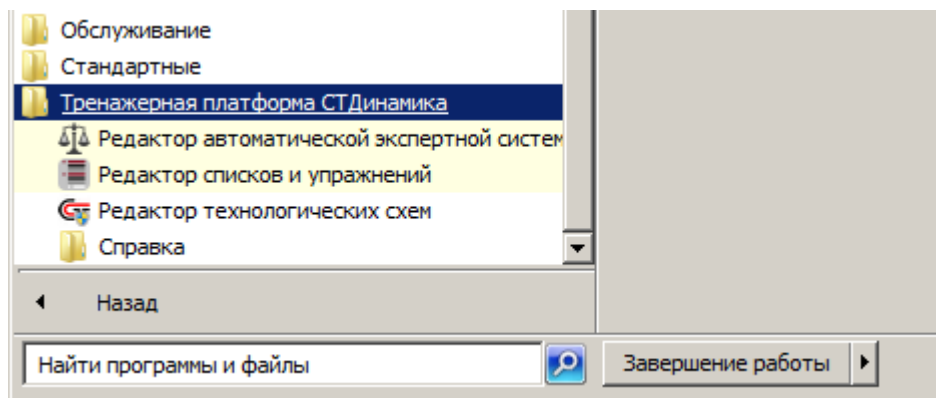 Обслуживание
Стандартные
Тренажерная платформа СТДинамика
Редактор автоматической экспертной систем
Редактор списков и упражнений
Редактор технологических схем
Справка
Назад
Найти программы и файлы
Завершение работы